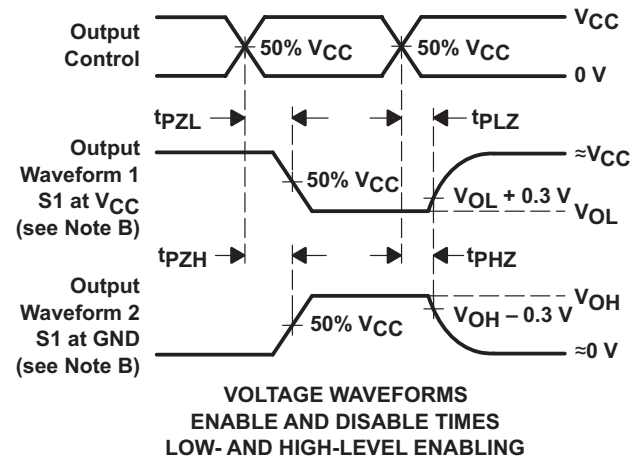 Output
Control
50% VCC
50% VCC
VCC
0 V
tPZL
tPLZ
Output
Waveform 1
S1 at VCC
(see Note B)
50% VCC
≈VCC
VOL + 0.3 V
VOL
tPZH
tPHZ
Output
Waveform 2
S1 at GND
(see Note B)
50% VCC
VOH
VOH – 0.3 V
≈0 V
VOLTAGE WAVEFORMS
ENABLE AND DISABLE TIMES
LOW- AND HIGH-LEVEL ENABLING